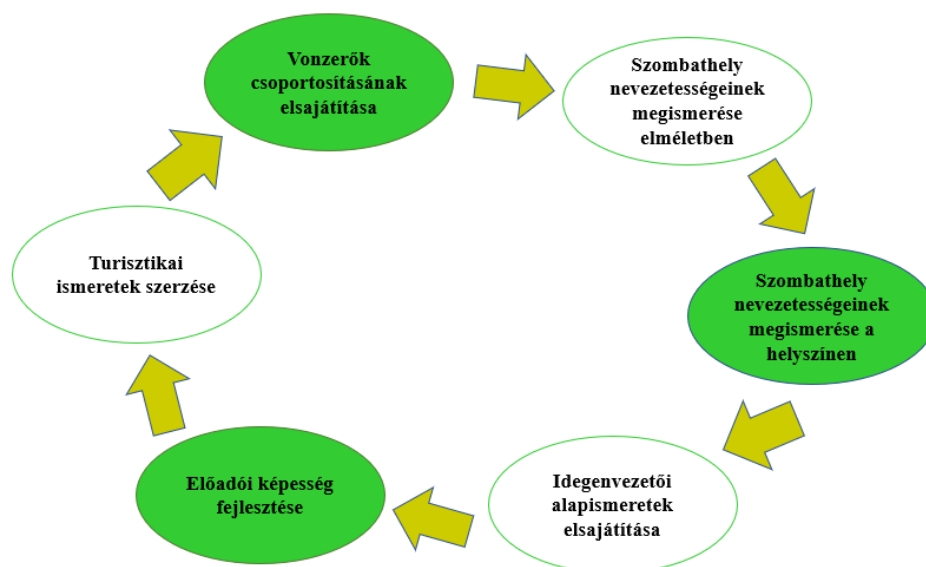 Vonzerők
csoportosításának
elsajátítása
Szombathely
nevezetességeinek
megismerése
elméletben
Szombathely
nevezetességeinek
megismerése a
helyszínen
Idegenvezetői
alapismeretek
elsajátítása
Előadói képesség
fejlesztése
Turisztikai
ismeretek szerzése